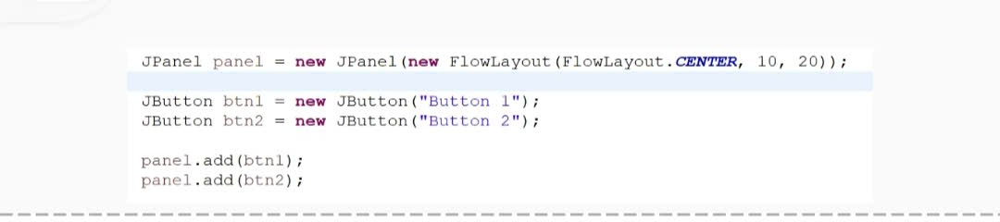 JPanel panel = new JPanel(new FlowLayout(FlowLayout.CENTER, 10, 20));
JButton btn1 = new JButton("Button 1");
JButton btn2 = new JButton("Button 2");
panel.add(btn1);
panel.add(btn2);